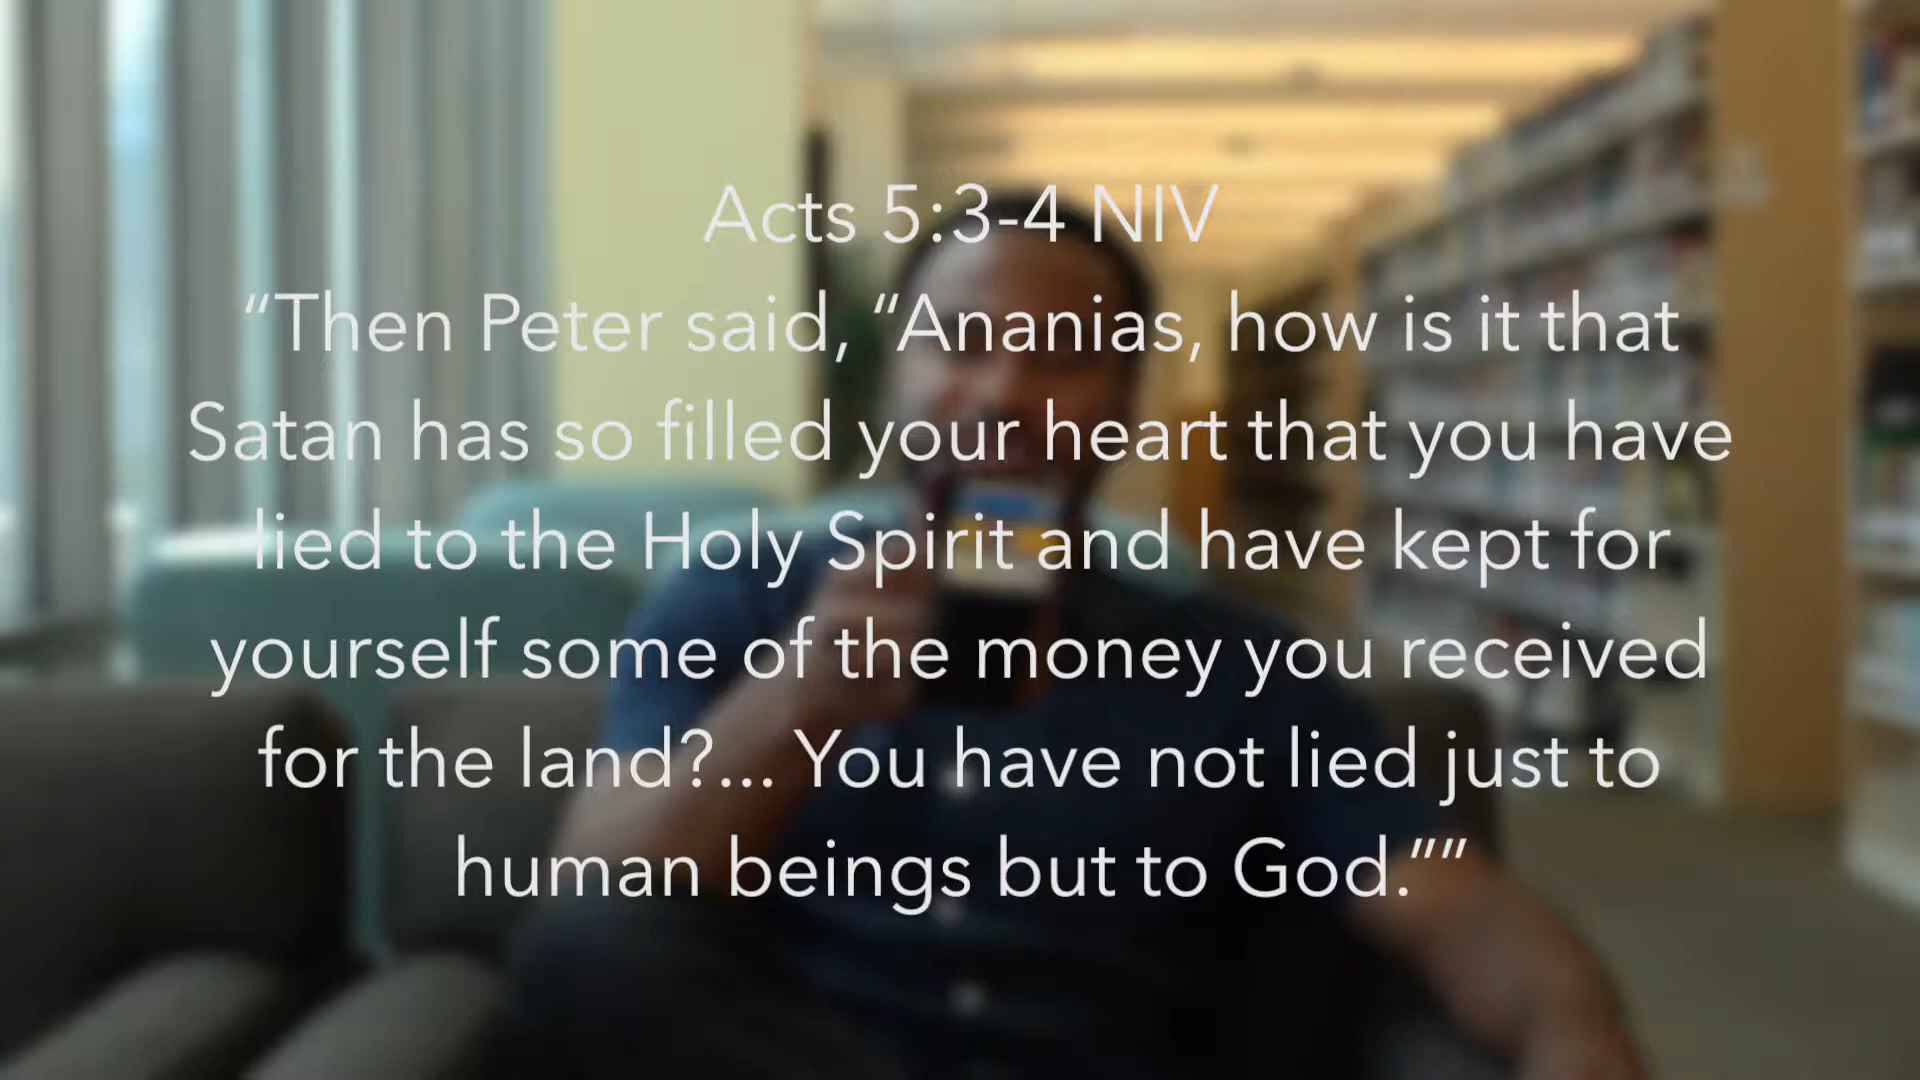 Acts 5:3-4 NIV
“Then Peter said, “Ananias, how is it that
Satan has so filled your heart that you have
lied to the Holy Spirit and have kept for
yourself some of the money you received
for the land?... You have not lied just to
human beings but to God.””